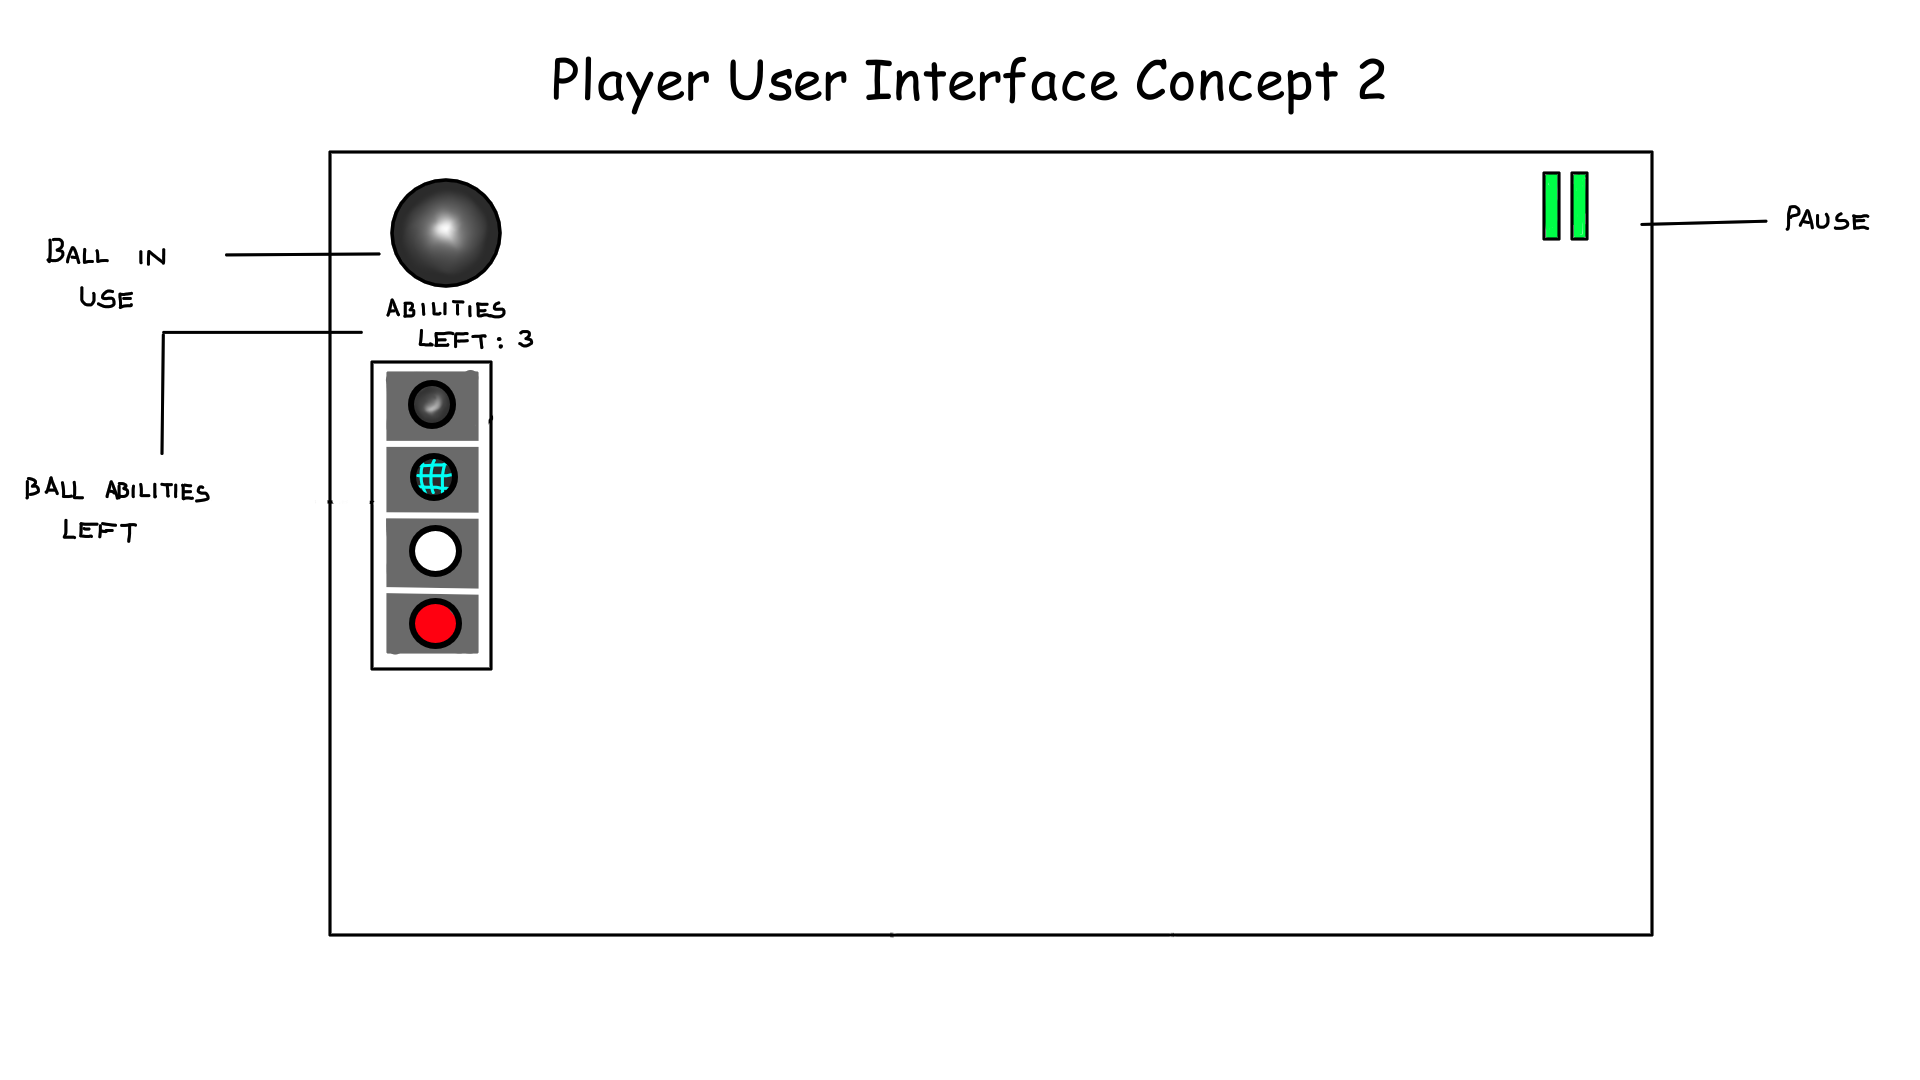 Player User Interface Concept 2
BALL IN
USE
ABILITIES
LEFT: 3
BALL ABILITIES
LEFT
PAUSE